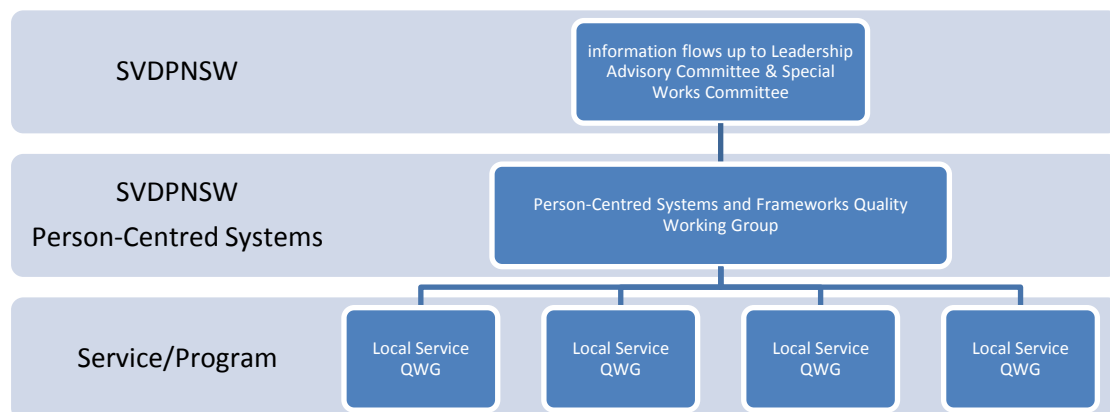 SVDPNSW
information flows up to Leadership
Advisory Committee & Special
Works Committee
SVDPNSW
Person-Centred Systems
Person-Centred Systems and Frameworks Quality
Working Group
Service/Program
Local Service
QWG
Local Service
QWG
Local Service
QWG
Local Service
QWG